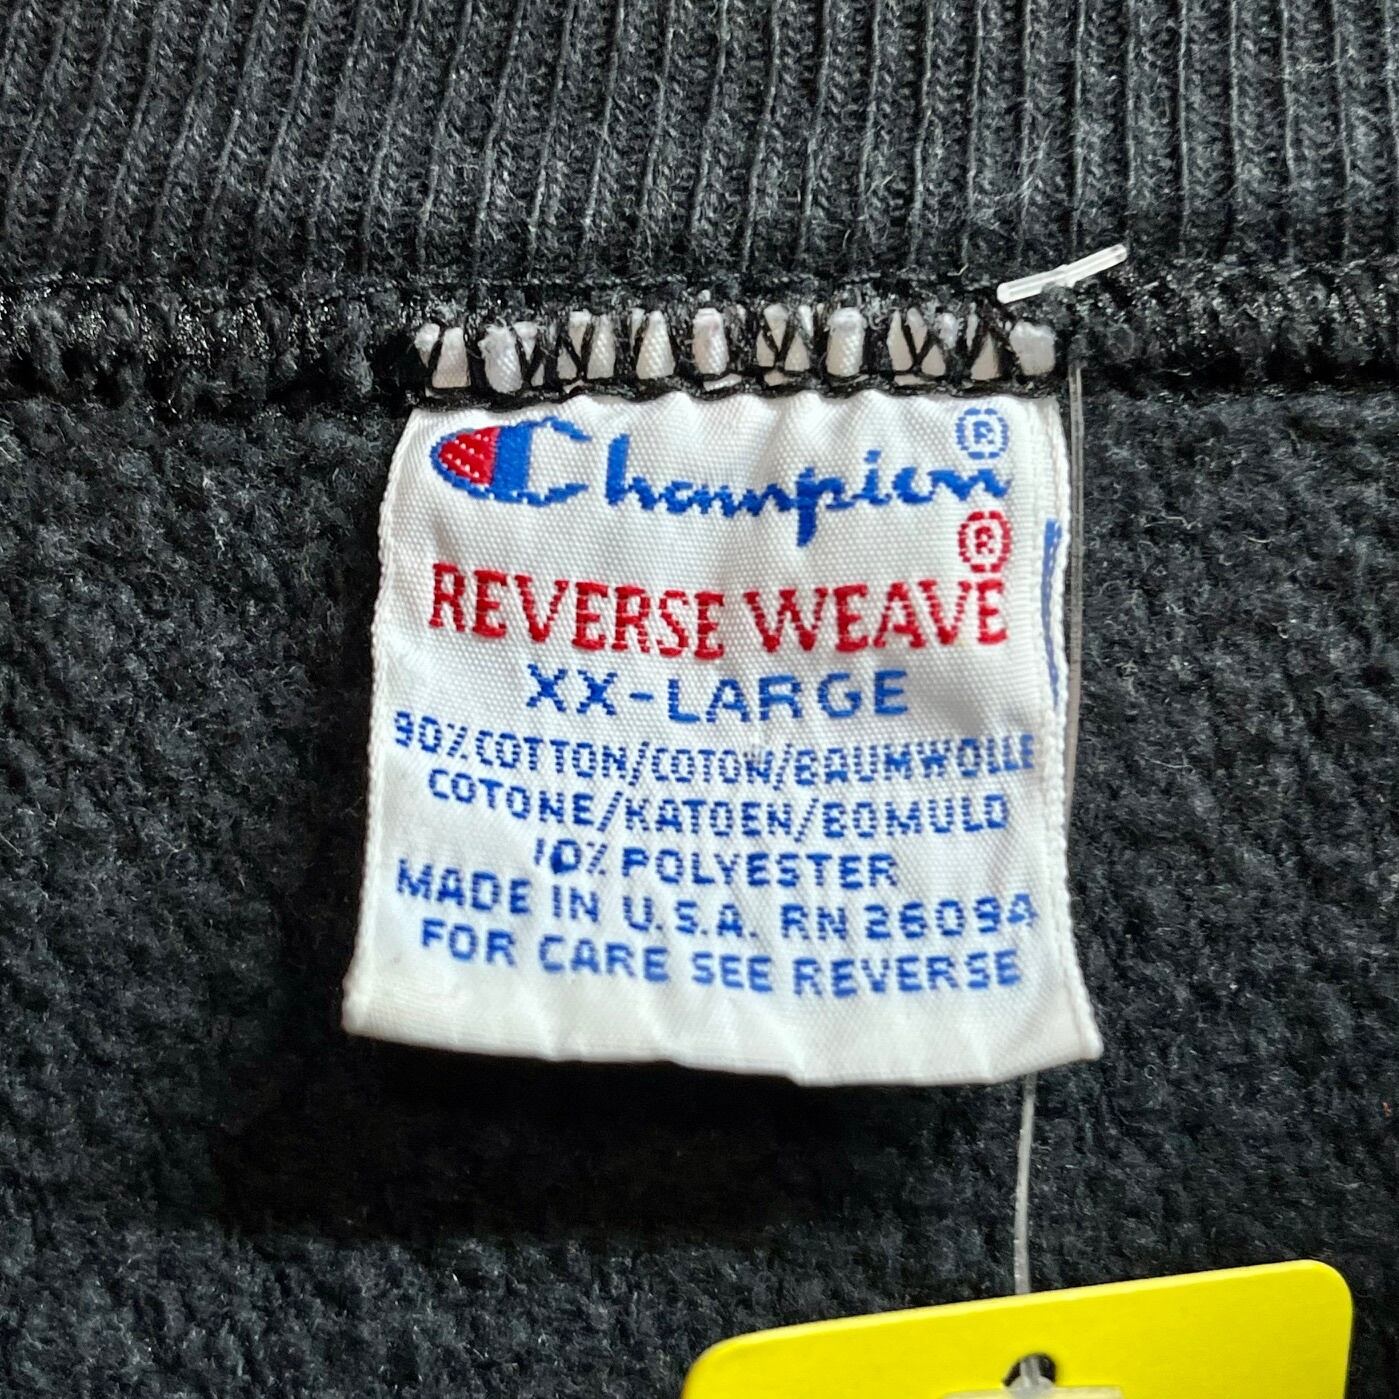 Champion®
REVERSE WEAVE®
XX-LARGE
90% COTTON/COTON/BAUMWOLLE
COTONE/KATOEN/BOMULD
10% POLYESTER
MADE IN U.S.A. RN 26094
FOR CARE SEE REVERSE